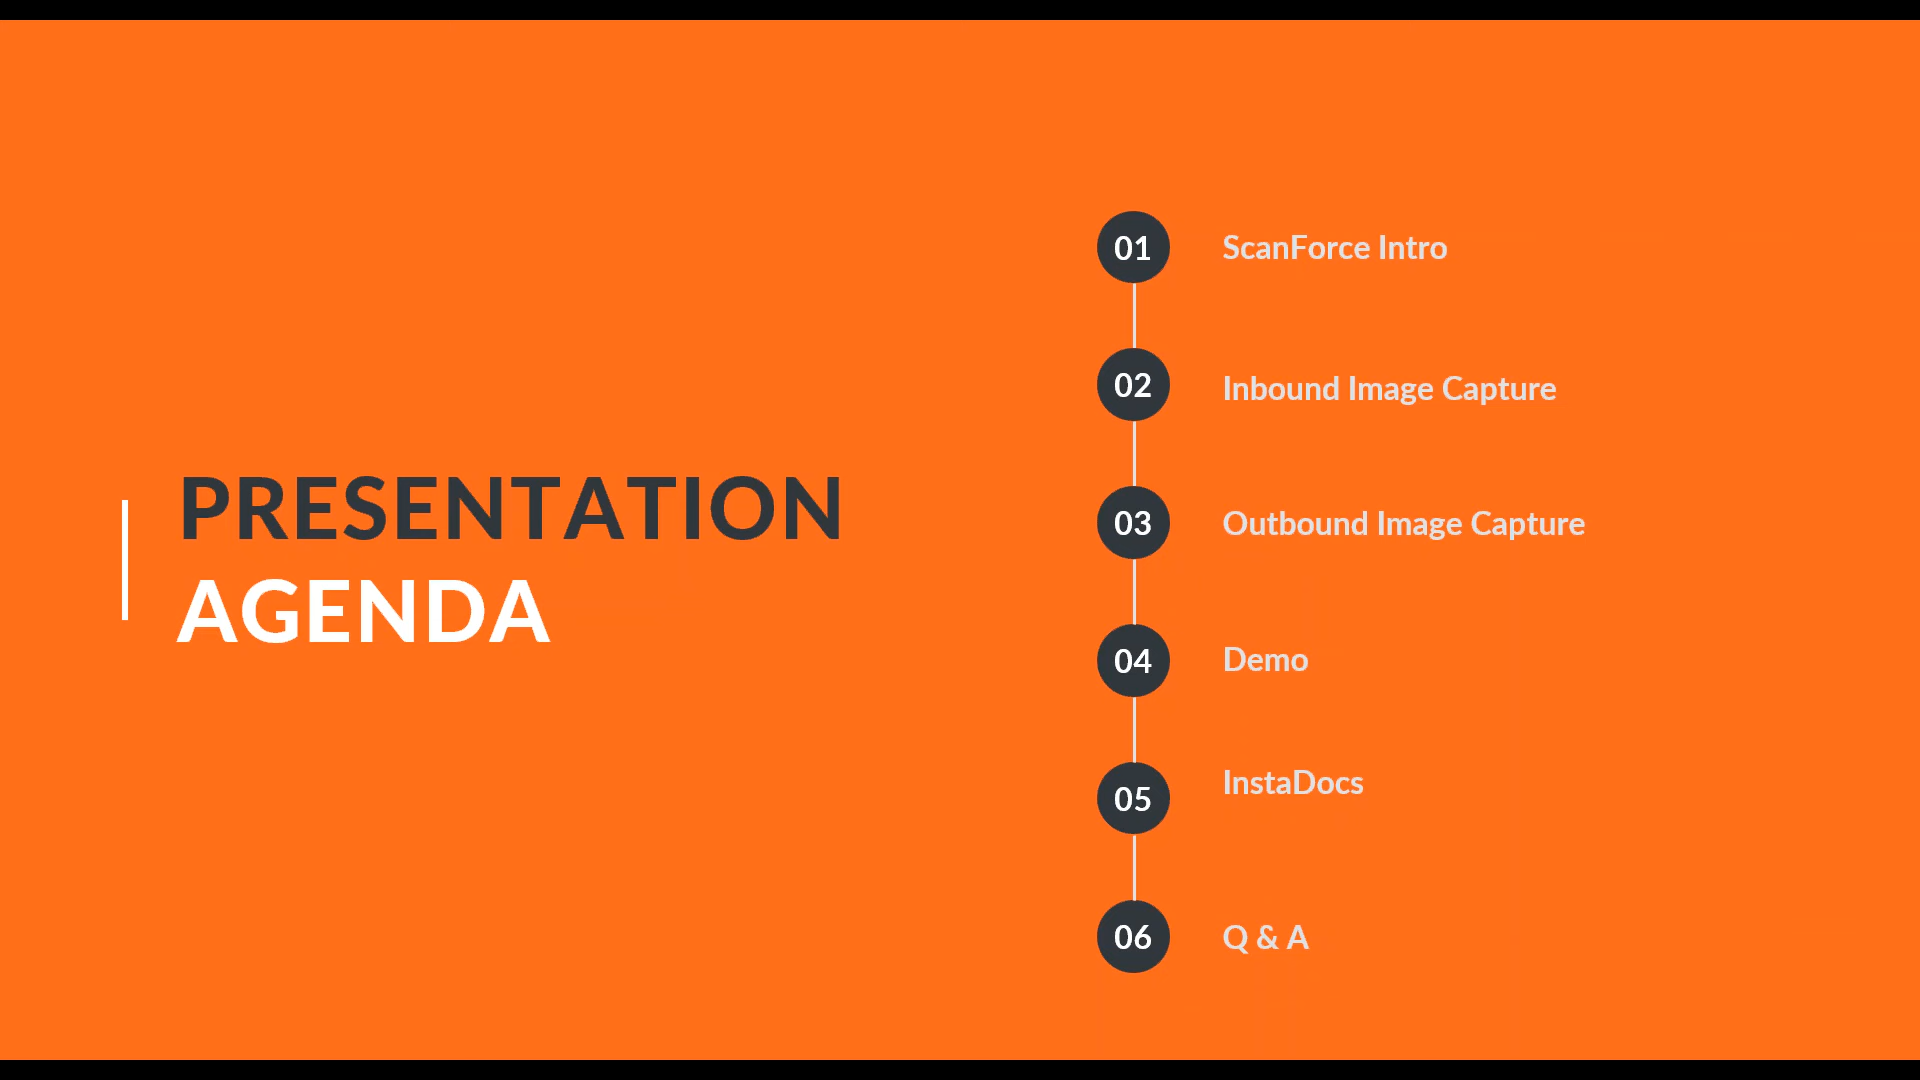 PRESENTATION
AGENDA
01 ScanForce Intro
02 Inbound Image Capture
03 Outbound Image Capture
04 Demo
05 InstaDocs
06 Q & A